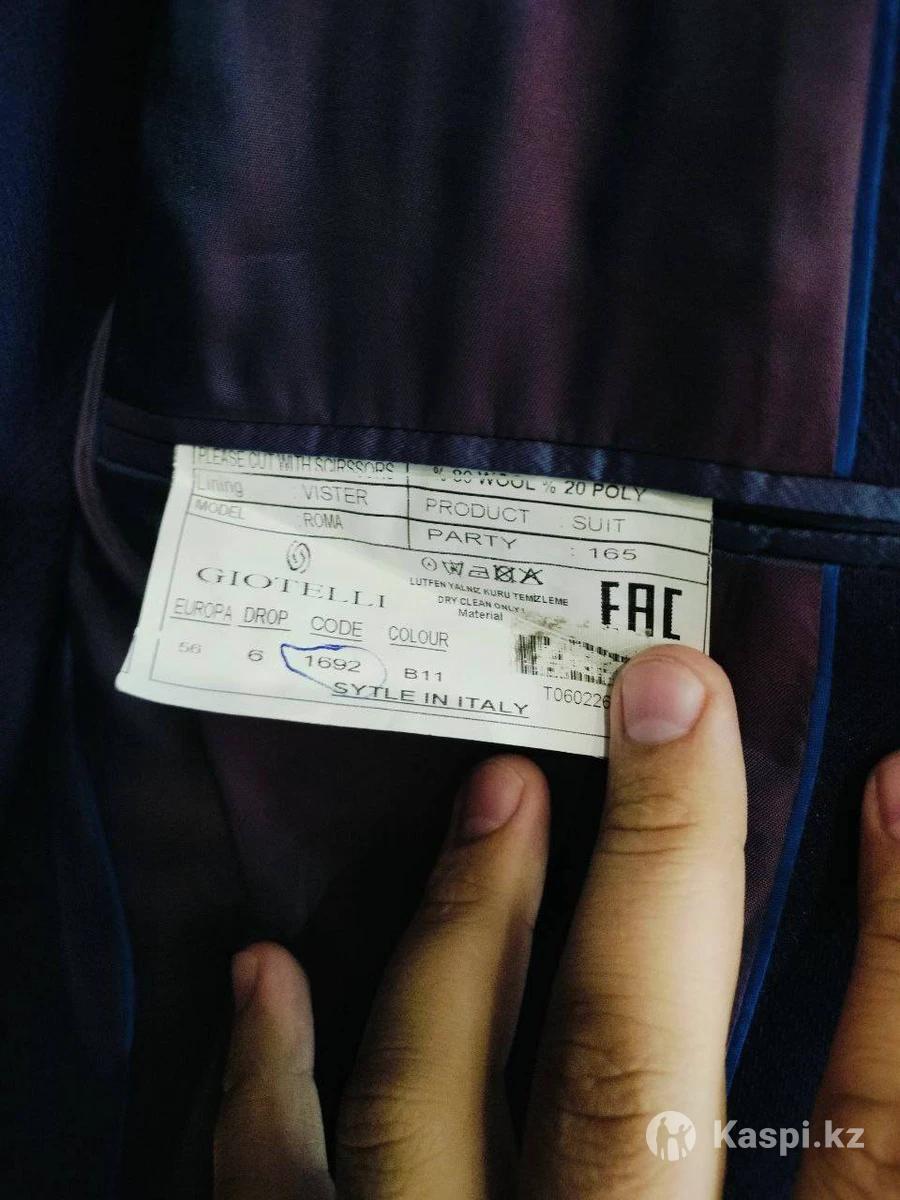 PLEASE CUT WITH SCIRSSORS
% 80 WOOL % 20 POLY
Lining : VISTER
PRODUCT : SUIT
MODEL : ROMA
PARTY : 165
GIOTELLI
LUTFEN YALNIZ KURU TEMIZLEME
DRY CLEAN ONLY !
Material
EAC
EUROPA DROP CODE COLOUR
56 6 1692 B11
SYTLE IN ITALY
T060226
Kaspi.kz